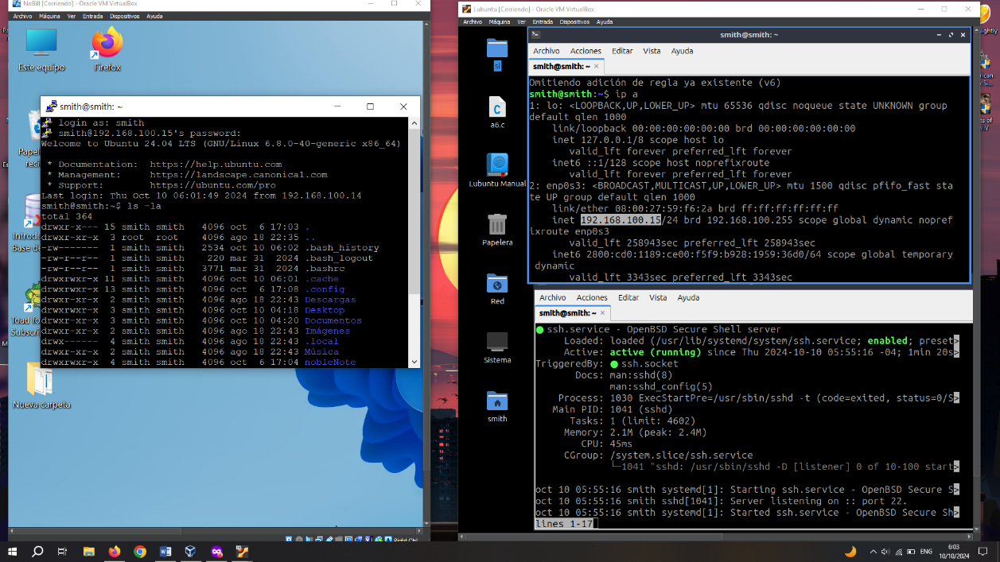 NoBill [Corriendo] - Oracle VM VirtualBox
Archivo Máquina Ver Entrada Dispositivos Ayuda
Este equipo
Firefox
smith@smith: ~
login as: smith
smith@192.168.100.15's password:
Welcome to Ubuntu 24.04 LTS (GNU/Linux 6.8.0-40-generic x86_64)
* Documentation: https://help.ubuntu.com
* Management: https://landscape.canonical.com
* Support: https://ubuntu.com/pro
Last login: Thu Oct 10 06:01:49 2024 from 192.168.100.14
smith@smith:~$ ls -la
total 364
drwxr-x--- 15 smith smith 4096 oct 6 17:03 .
drwxr-xr-x 3 root root 4096 ago 18 22:35 ..
-rw------- 1 smith smith 2534 oct 10 06:02 .bash_history
-rw-r--r-- 1 smith smith 220 mar 31 2024 .bash_logout
-rw-r--r-- 1 smith smith 3771 mar 31 2024 .bashrc
drwxrwxr-x 11 smith smith 4096 oct 10 06:01 .cache
drwxrwxr-x 13 smith smith 4096 oct 6 17:08 .config
drwxr-xr-x 2 smith smith 4096 ago 18 22:43 Descargas
drwxr-xr-x 3 smith smith 4096 oct 10 04:18 Desktop
drwxr-xr-x 3 smith smith 4096 oct 10 04:20 Documentos
drwxr-xr-x 2 smith smith 4096 ago 18 22:43 Imágenes
drwx------ 4 smith smith 4096 ago 18 22:43 .local
drwxr-xr-x 2 smith smith 4096 ago 18 22:43 Música
drwxrwxr-x 4 smith smith 4096 oct 6 17:04 nobleNote
Nueva carpeta
Right Ctrl
Lubuntu [Corriendo] - Oracle VM VirtualBox
Archivo Máquina Ver Entrada Dispositivos Ayuda
si
a6.c
Lubuntu Manual
Papelera
Red
Sistema
smith
smith@smith: ~
Archivo Acciones Editar Vista Ayuda
smith@smith: ~
Omitiendo adición de regla ya existente (v6)
smith@smith:~$ ip a
1: lo: <LOOPBACK,UP,LOWER_UP> mtu 65536 qdisc noqueue state UNKNOWN group
default qlen 1000
link/loopback 00:00:00:00:00:00 brd 00:00:00:00:00:00
inet 127.0.0.1/8 scope host lo
valid_lft forever preferred_lft forever
inet6 ::1/128 scope host noprefixroute
valid_lft forever preferred_lft forever
2: enp0s3: <BROADCAST,MULTICAST,UP,LOWER_UP> mtu 1500 qdisc pfifo_fast sta
te UP group default qlen 1000
link/ether 08:00:27:59:f6:2a brd ff:ff:ff:ff:ff:ff
inet 192.168.100.15/24 brd 192.168.100.255 scope global dynamic nopref
ixroute enp0s3
valid_lft 258943sec preferred_lft 258943sec
inet6 2800:cd0:1189:ce00:f5f9:b928:1959:36d0/64 scope global temporary
dynamic
valid_lft 3343sec preferred_lft 3343sec
Archivo Acciones Editar Vista Ayuda
smith@smith: ~
● ssh.service - OpenBSD Secure Shell server
Loaded: loaded (/usr/lib/systemd/system/ssh.service; enabled; preset>
Active: active (running) since Thu 2024-10-10 05:55:16 -04; 1min 20s>
TriggeredBy: ● ssh.socket
Docs: man:sshd(8)
man:sshd_config(5)
Process: 1030 ExecStartPre=/usr/sbin/sshd -t (code=exited, status=0/S>
Main PID: 1041 (sshd)
Tasks: 1 (limit: 4602)
Memory: 2.1M (peak: 2.4M)
CPU: 45ms
CGroup: /system.slice/ssh.service
└─1041 "sshd: /usr/sbin/sshd -D [listener] 0 of 10-100 start>
oct 10 05:55:16 smith systemd[1]: Starting ssh.service - OpenBSD Secure S>
oct 10 05:55:16 smith sshd[1041]: Server listening on :: port 22.
oct 10 05:55:16 smith systemd[1]: Started ssh.service - OpenBSD Secure Sh>
lines 1-17
ENG
6:03
10/10/2024